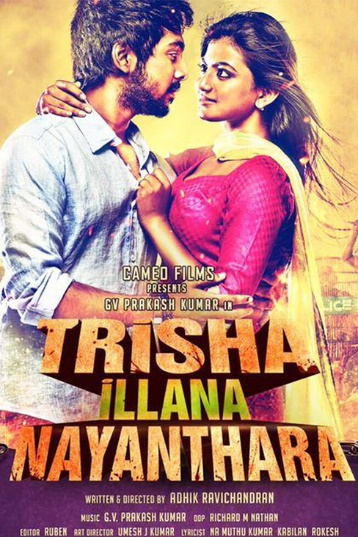 CAMEO FILMS
PRESENTS
GV PRAKASH KUMAR IN
TRiSHA
iLLANA
NAYANTHARA
WRITTEN & DIRECTED BY ADHIK RAVICHANDRAN
MUSIC G.V. PRAKASH KUMAR DOP RICHARD M NATHAN
EDITOR RUBEN ART DIRECTOR UMESH J KUMAR LYRICIST NA MUTHU KUMAR KABILAN ROKESH